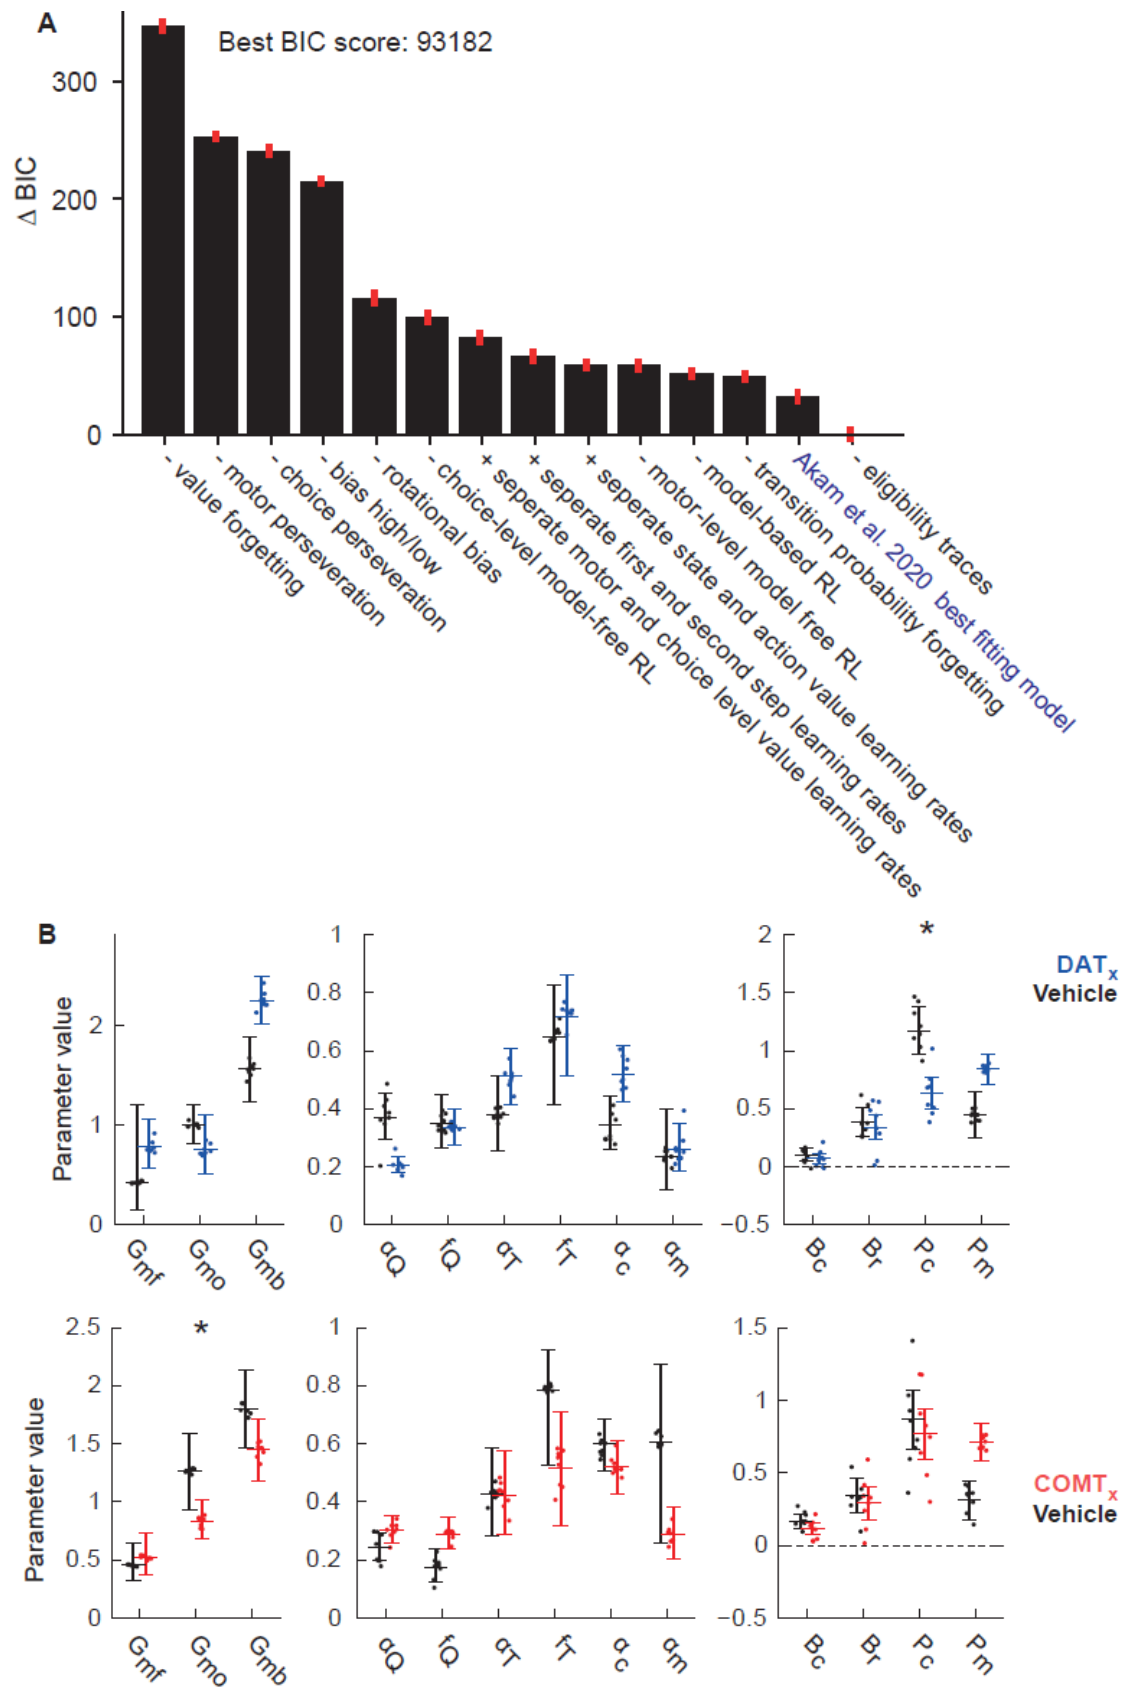 A
Best BIC score: 93182
Δ BIC
300
200
100
0
- value forgetting
- motor perseveration
- choice perseveration
- bias high/low
- rotational bias
- choice-level model-free RL
+ seperate motor and choice level value learning rates
+ seperate first and second step learning rates
+ seperate state and action value learning rates
- motor-level model free RL
- model-based RL
- transition probability forgetting
Akam et al. 2020 best fitting model
- eligibility traces
B
Parameter value
2
1
0
Gmf
Gmo
Gmb
1
0.8
0.6
0.4
0.2
0
αQ
fQ
αT
fT
αc
αm
2
1.5
1
0.5
0
−0.5
*
Bc
Br
Pc
Pm
DATx
Vehicle
Parameter value
2.5
2
1.5
1
0.5
0
*
Gmf
Gmo
Gmb
1
0.8
0.6
0.4
0.2
0
αQ
fQ
αT
fT
αc
αm
1.5
1
0.5
0
−0.5
Bc
Br
Pc
Pm
COMTx
Vehicle